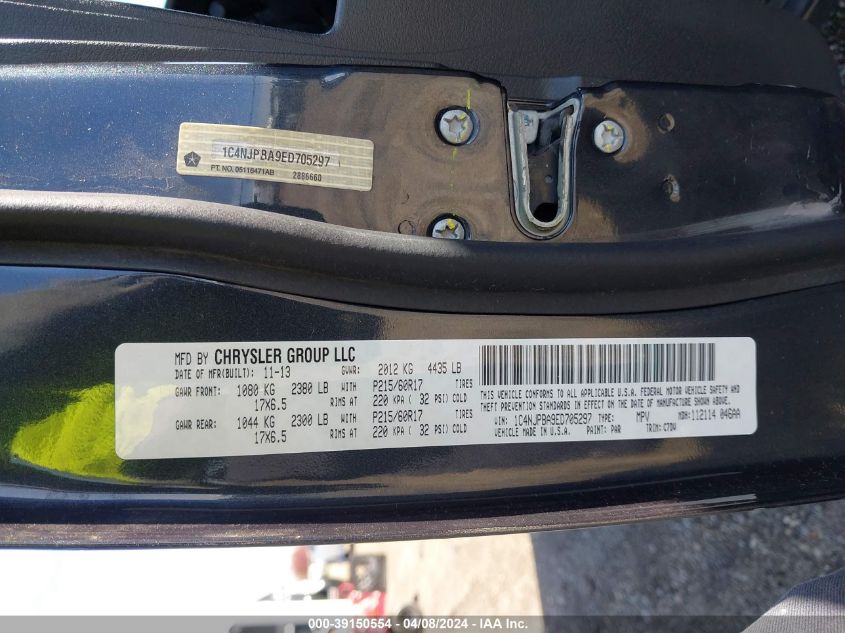 1C4NJPBA9ED705297
PT. NO. 05116471AB
2886660
MFD BY CHRYSLER GROUP LLC
DATE OF MFR(BUILT): 11-13 GVWR: 2012 KG 4435 LB
GAWR FRONT: 1080 KG 2380 LB WITH P215/60R17 TIRES
17X6.5 RIMS AT 220 KPA ( 32 PSI) COLD
GAWR REAR: 1044 KG 2300 LB WITH P215/60R17 TIRES
17X6.5 RIMS AT 220 KPA ( 32 PSI) COLD
THIS VEHICLE CONFORMS TO ALL APPLICABLE U.S.A. FEDERAL MOTOR VEHICLE SAFETY AND
THEFT PREVENTION STANDARDS IN EFFECT ON THE DATE OF MANUFACTURE SHOWN ABOVE.
VIN: 1C4NJPBA9ED705297 TYPE: MPV MDH: 112114 046AA
VEHICLE MADE IN U.S.A. PAINT: PAR TRIM: CTDV
000-39150554 - 04/08/2024 - IAA Inc.